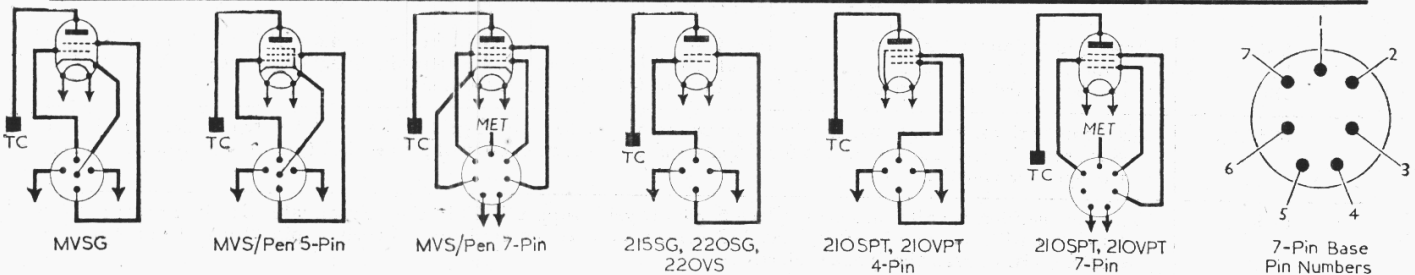 TC
MVSG
TC
MVS/Pen 5-Pin
TC
MET
MVS/Pen 7-Pin
TC
215SG, 220SG,
220VS
TC
210SPT, 210VPT
4-Pin
TC
MET
210SPT, 210VPT
7-Pin
1
2
3
4
5
6
7
7-Pin Base
Pin Numbers